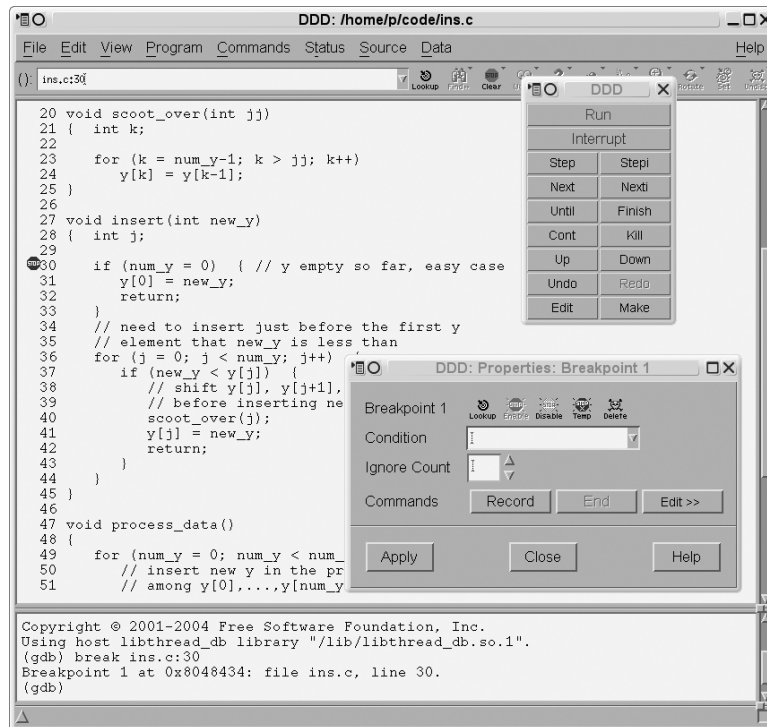 DDD: /home/p/code/ins.c
File Edit View Program Commands Status Source Data Help
(): ins.c:30
Lookup Clear Rotate Set
DDD
Run
Interrupt
Step Stepi
Next Nexti
Until Finish
Cont Kill
Up Down
Undo Redo
Edit Make
20 void scoot_over(int jj)
21 { int k;
22
23 for (k = num_y-1; k > jj; k++)
24 y[k] = y[k-1];
25 }
26
27 void insert(int new_y)
28 { int j;
29
30 if (num_y = 0) { // y empty so far, easy case
31 y[0] = new_y;
32 return;
33 }
34 // need to insert just before the first y
35 // element that new_y is less than
36 for (j = 0; j < num_y; j++) {
37 if (new_y < y[j]) {
38 // shift y[j], y[j+1],
39 // before inserting ne
40 scoot_over(j);
41 y[j] = new_y;
42 return;
43 }
44 }
45 }
46
47 void process_data()
48 {
49 for (num_y = 0; num_y < num_
50 // insert new y in the pr
51 // among y[0],...,y[num_y
DDD: Properties: Breakpoint 1
Breakpoint 1 Lookup Enable Disable Temp Delete
Condition
Ignore Count
Commands Record End Edit >>
Apply Close Help
Copyright © 2001-2004 Free Software Foundation, Inc.
Using host libthread_db library "/lib/libthread_db.so.1".
(gdb) break ins.c:30
Breakpoint 1 at 0x8048434: file ins.c, line 30.
(gdb)